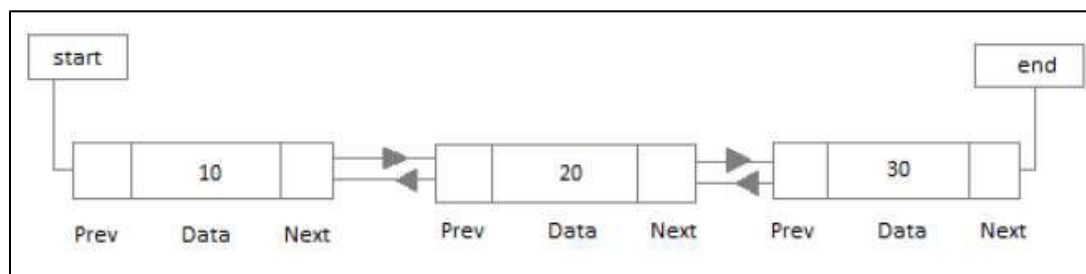 start
end
10
20
30
Prev Data Next Prev Data Next Prev Data Next